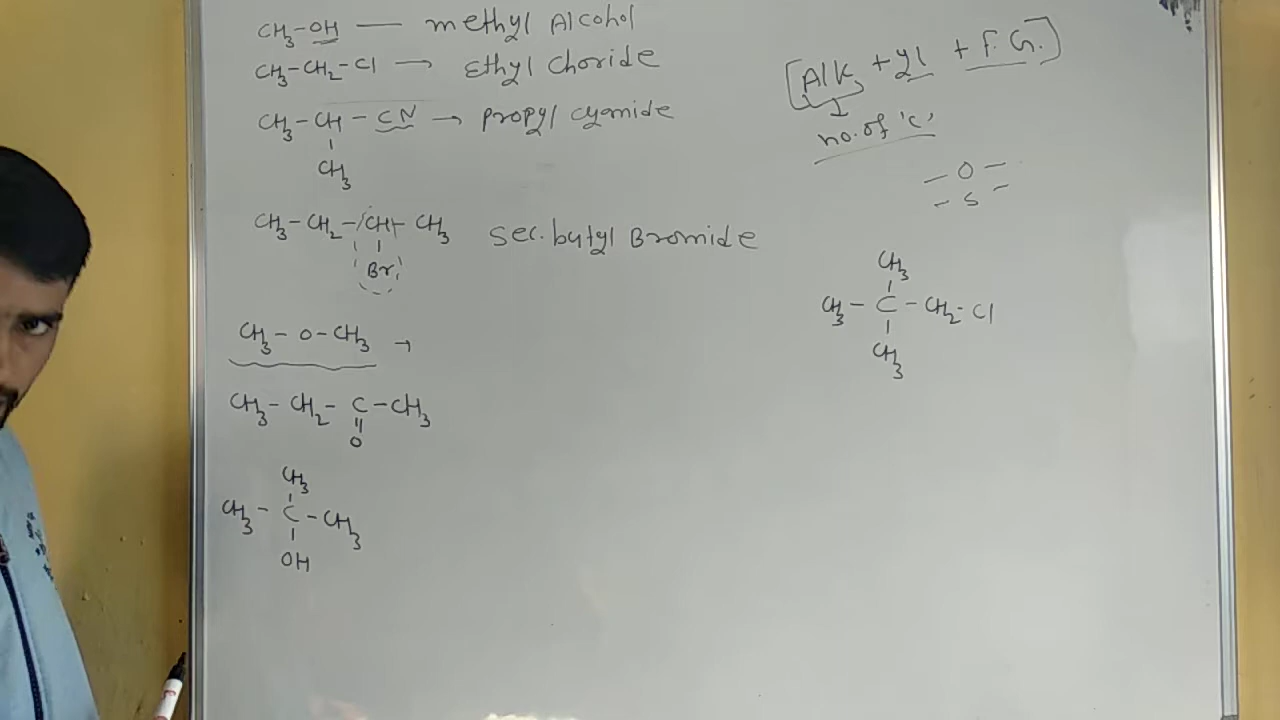 CH₃-OH — methyl Alcohol
CH₃-CH₂-Cl → Ethyl Choride
CH₃-CH-CN → propyl cyanide
|
CH₃
CH₃-CH₂-CH-CH₃ sec. butyl Bromide
|
Br
CH₃-O-CH₃ →
CH₃-CH₂-C-CH₃
||
O
CH₃
|
CH₃-C-CH₃
|
OH
[Alk + yl + F.G.]
no. of 'C'
-O-
-S-
CH₃
|
CH₃-C-CH₂-Cl
|
CH₃